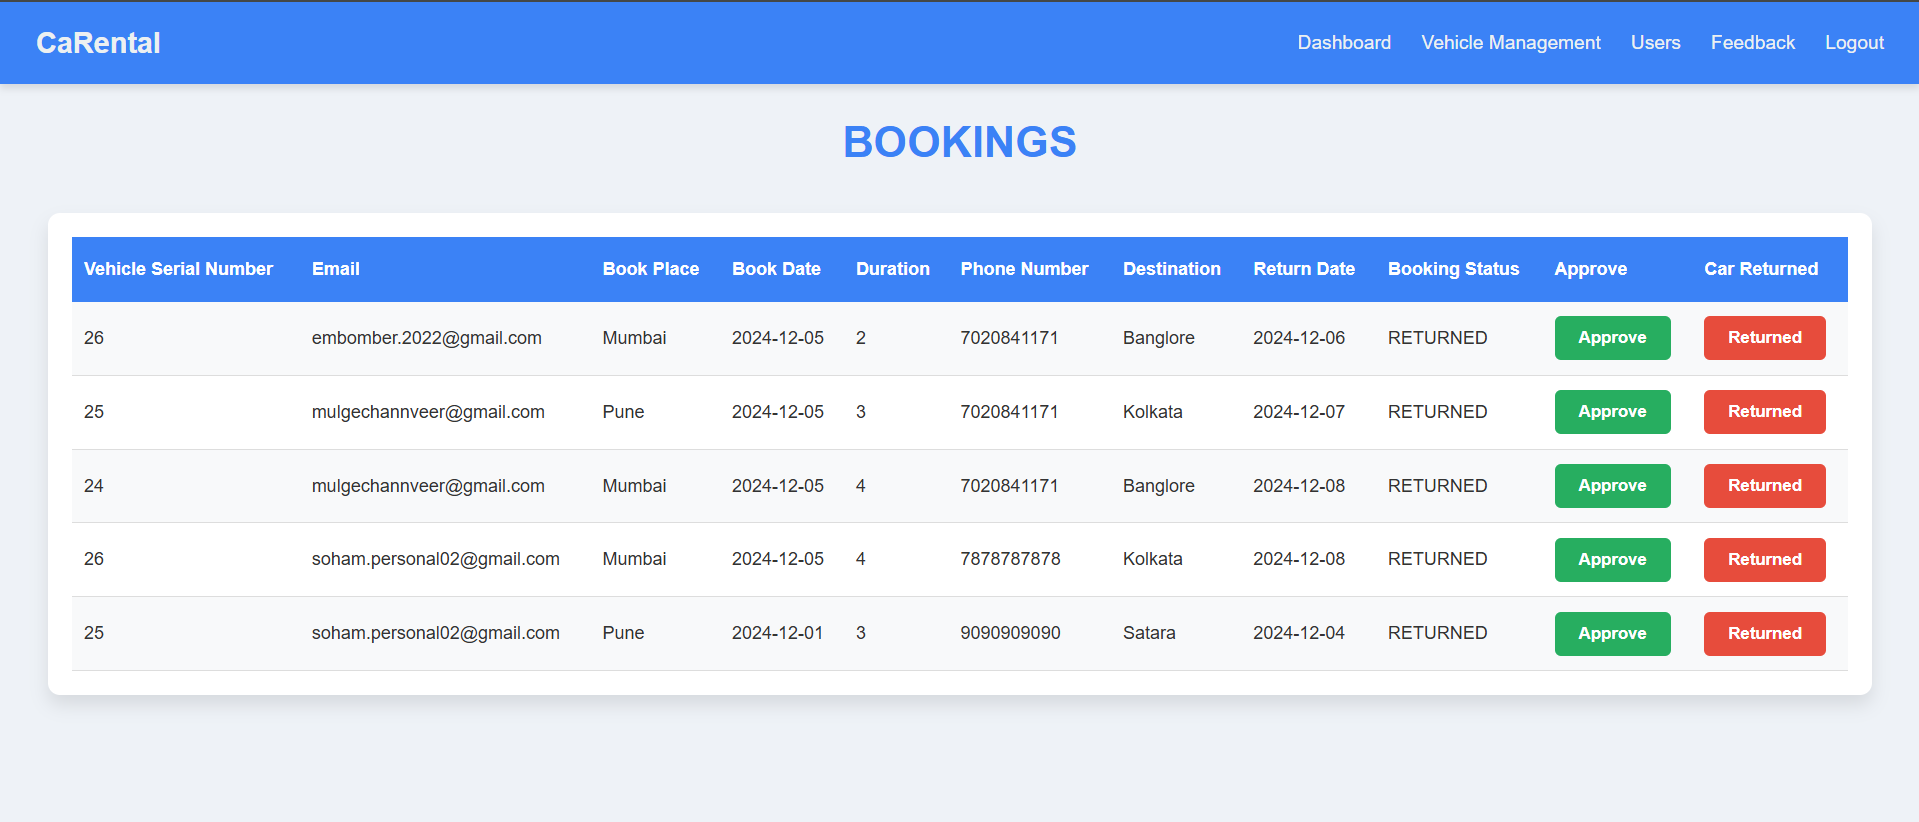 CaRental Dashboard Vehicle Management Users Feedback Logout
BOOKINGS
Vehicle Serial Number Email Book Place Book Date Duration Phone Number Destination Return Date Booking Status Approve Car Returned
26 embomber.2022@gmail.com Mumbai 2024-12-05 2 7020841171 Banglore 2024-12-06 RETURNED Approve Returned
25 mulgechannveer@gmail.com Pune 2024-12-05 3 7020841171 Kolkata 2024-12-07 RETURNED Approve Returned
24 mulgechannveer@gmail.com Mumbai 2024-12-05 4 7020841171 Banglore 2024-12-08 RETURNED Approve Returned
26 soham.personal02@gmail.com Mumbai 2024-12-05 4 7878787878 Kolkata 2024-12-08 RETURNED Approve Returned
25 soham.personal02@gmail.com Pune 2024-12-01 3 9090909090 Satara 2024-12-04 RETURNED Approve Returned